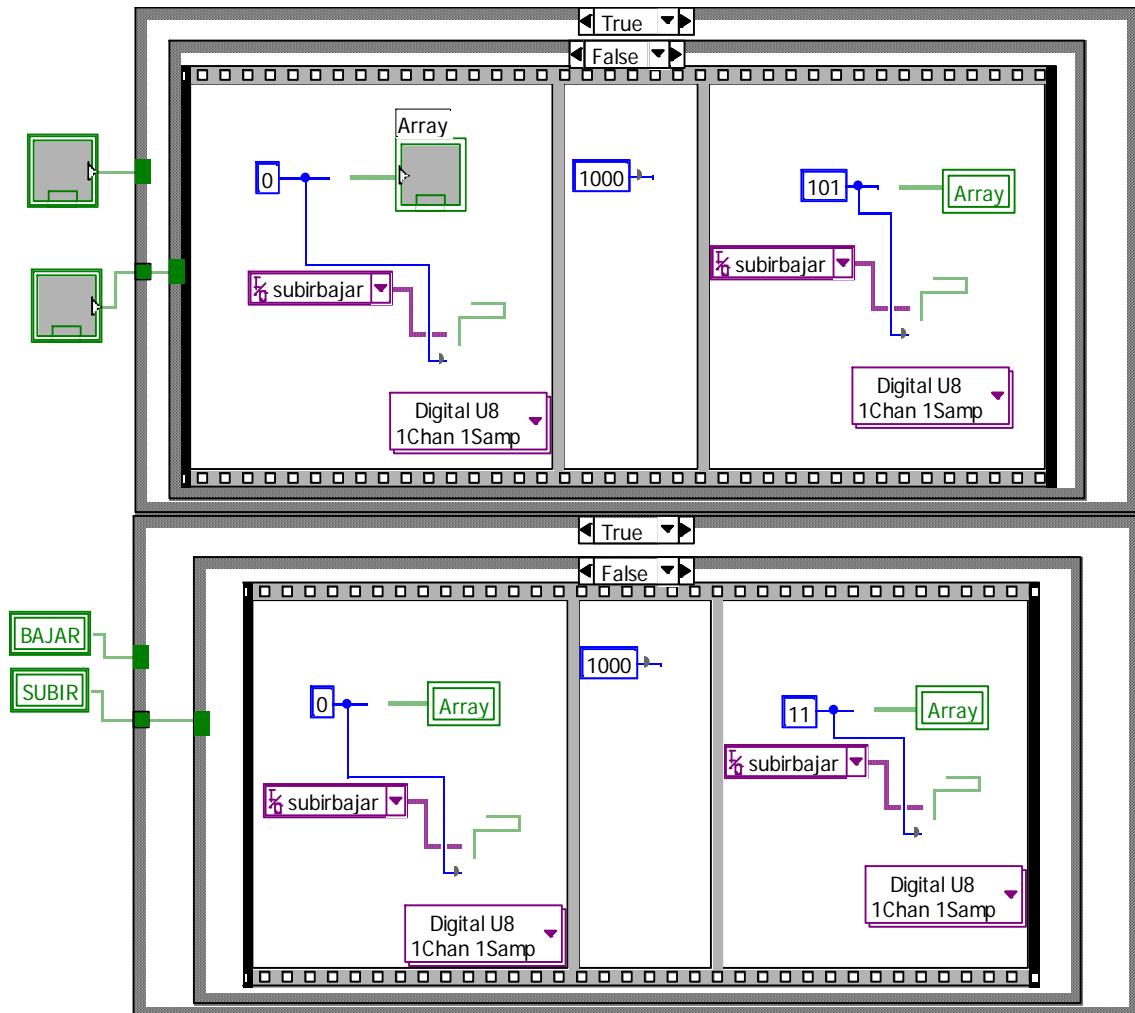 True
False
Array
0
1000
101
Array
subirbajar
subirbajar
Digital U8
1Chan 1Samp
Digital U8
1Chan 1Samp
True
False
BAJAR
SUBIR
1000
0
Array
11
Array
subirbajar
subirbajar
Digital U8
1Chan 1Samp
Digital U8
1Chan 1Samp